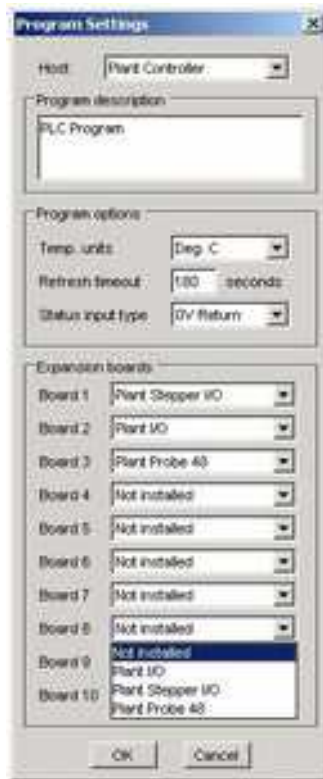 Program Settings
Host: Plant Controller
Program description
PLC Program
Program options
Temp. units Deg. C
Refresh timeout 180 seconds
Status input type 0V Return
Expansion boards
Board 1 Plant Stepper I/O
Board 2 Plant I/O
Board 3 Plant Probe 48
Board 4 Not installed
Board 5 Not installed
Board 6 Not installed
Board 7 Not installed
Board 8 Not installed
Not installed
Board 9 Plant I/O
Plant Stepper I/O
Board 10 Plant Probe 48
OK Cancel